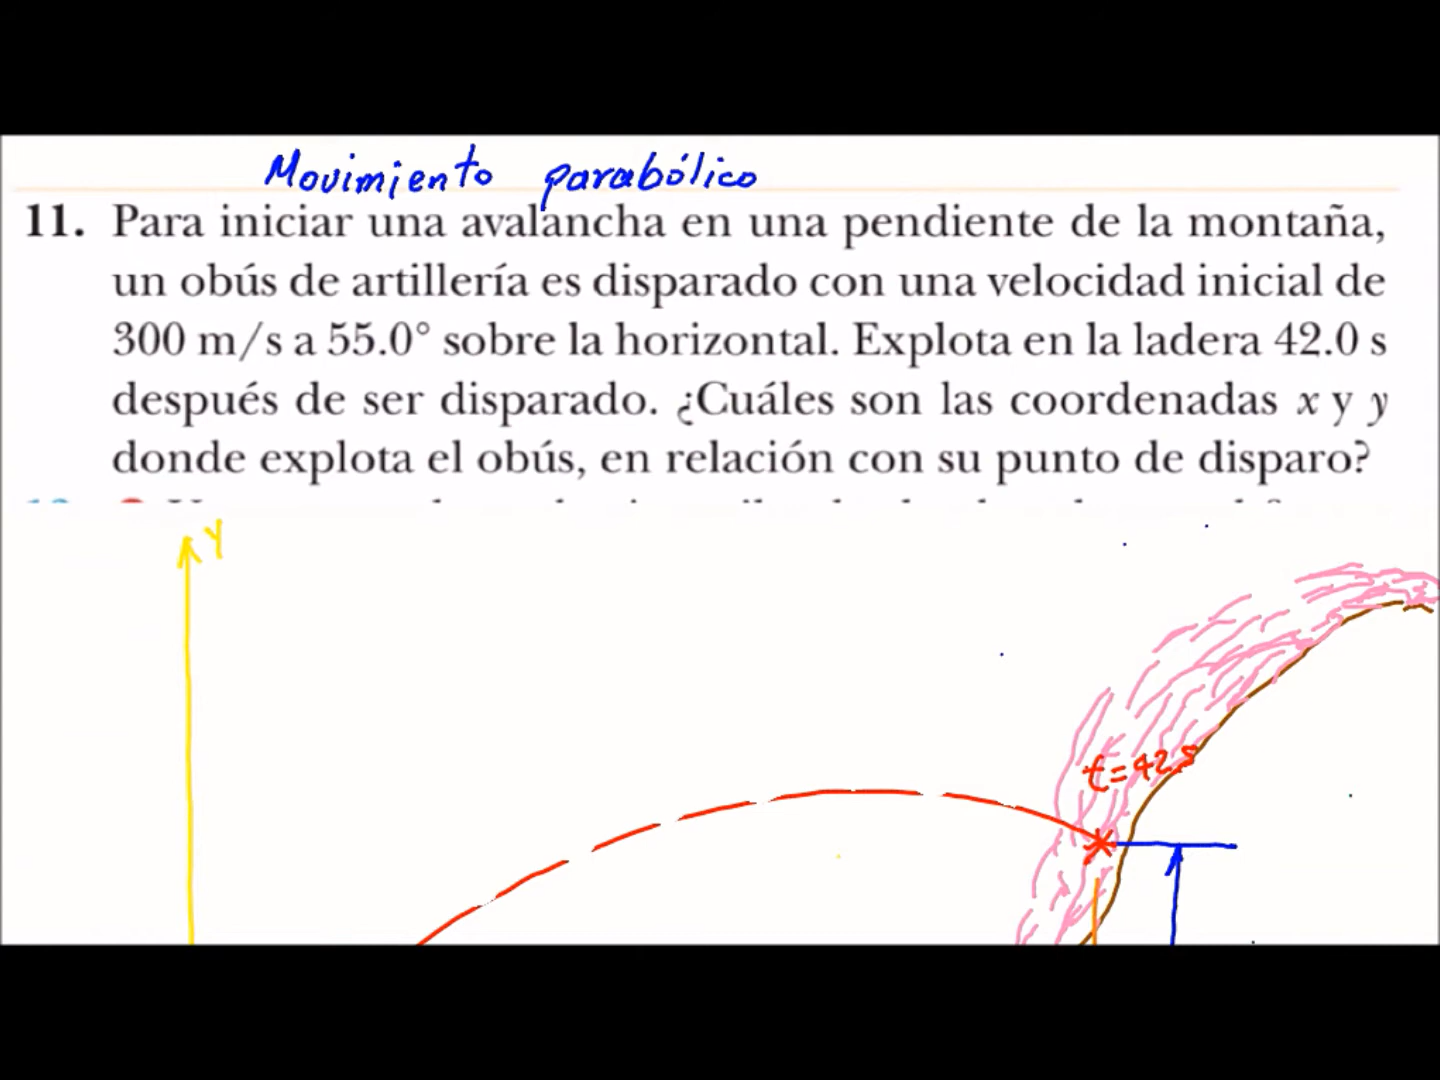 Movimiento parabólico
11. Para iniciar una avalancha en una pendiente de la montaña,
un obús de artillería es disparado con una velocidad inicial de
300 m/s a 55.0° sobre la horizontal. Explota en la ladera 42.0 s
después de ser disparado. ¿Cuáles son las coordenadas x y y
donde explota el obús, en relación con su punto de disparo?
Y
t=42s